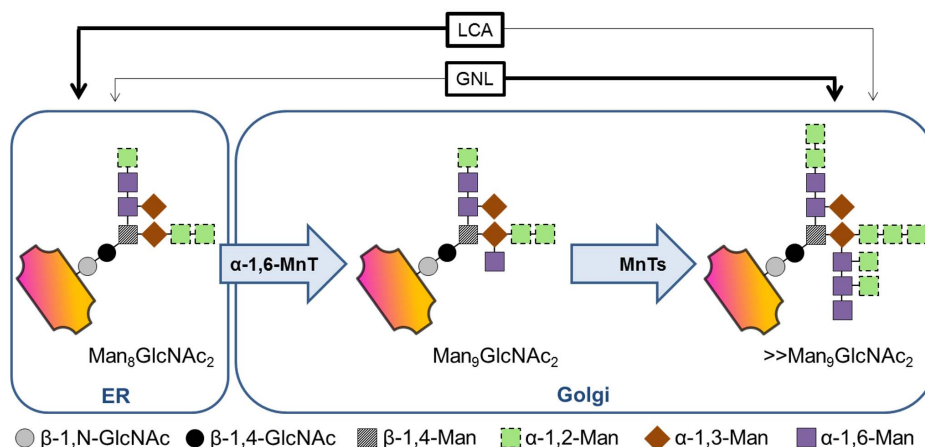 LCA
GNL
α-1,6-MnT
MnTs
Man₈GlcNAc₂
Man₉GlcNAc₂
>>Man₉GlcNAc₂
ER
Golgi
β-1,N-GlcNAc β-1,4-GlcNAc β-1,4-Man α-1,2-Man α-1,3-Man α-1,6-Man